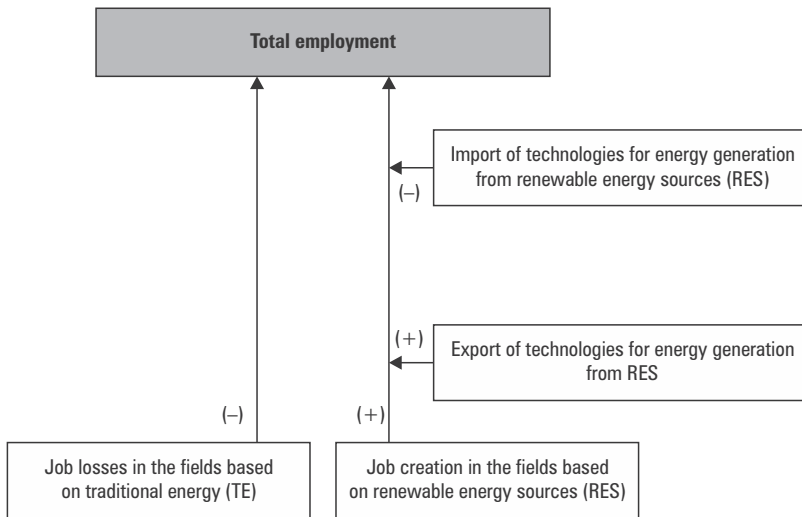 Total employment
Import of technologies for energy generation
from renewable energy sources (RES)
(–)
(+)
Export of technologies for energy generation
from RES
(–)
(+)
Job losses in the fields based
on traditional energy (TE)
Job creation in the fields based
on renewable energy sources (RES)